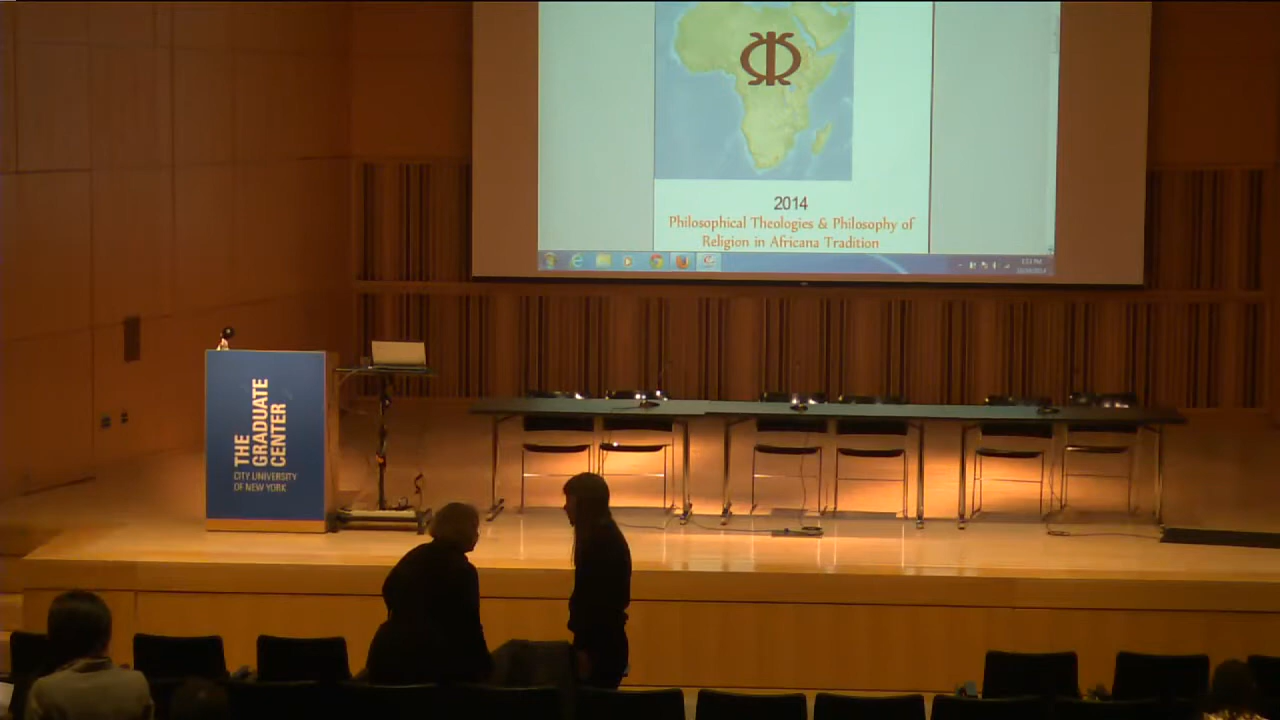 2014
Philosophical Theologies & Philosophy of
Religion in Africana Tradition
THE
GRADUATE
CENTER
CITY UNIVERSITY
OF NEW YORK